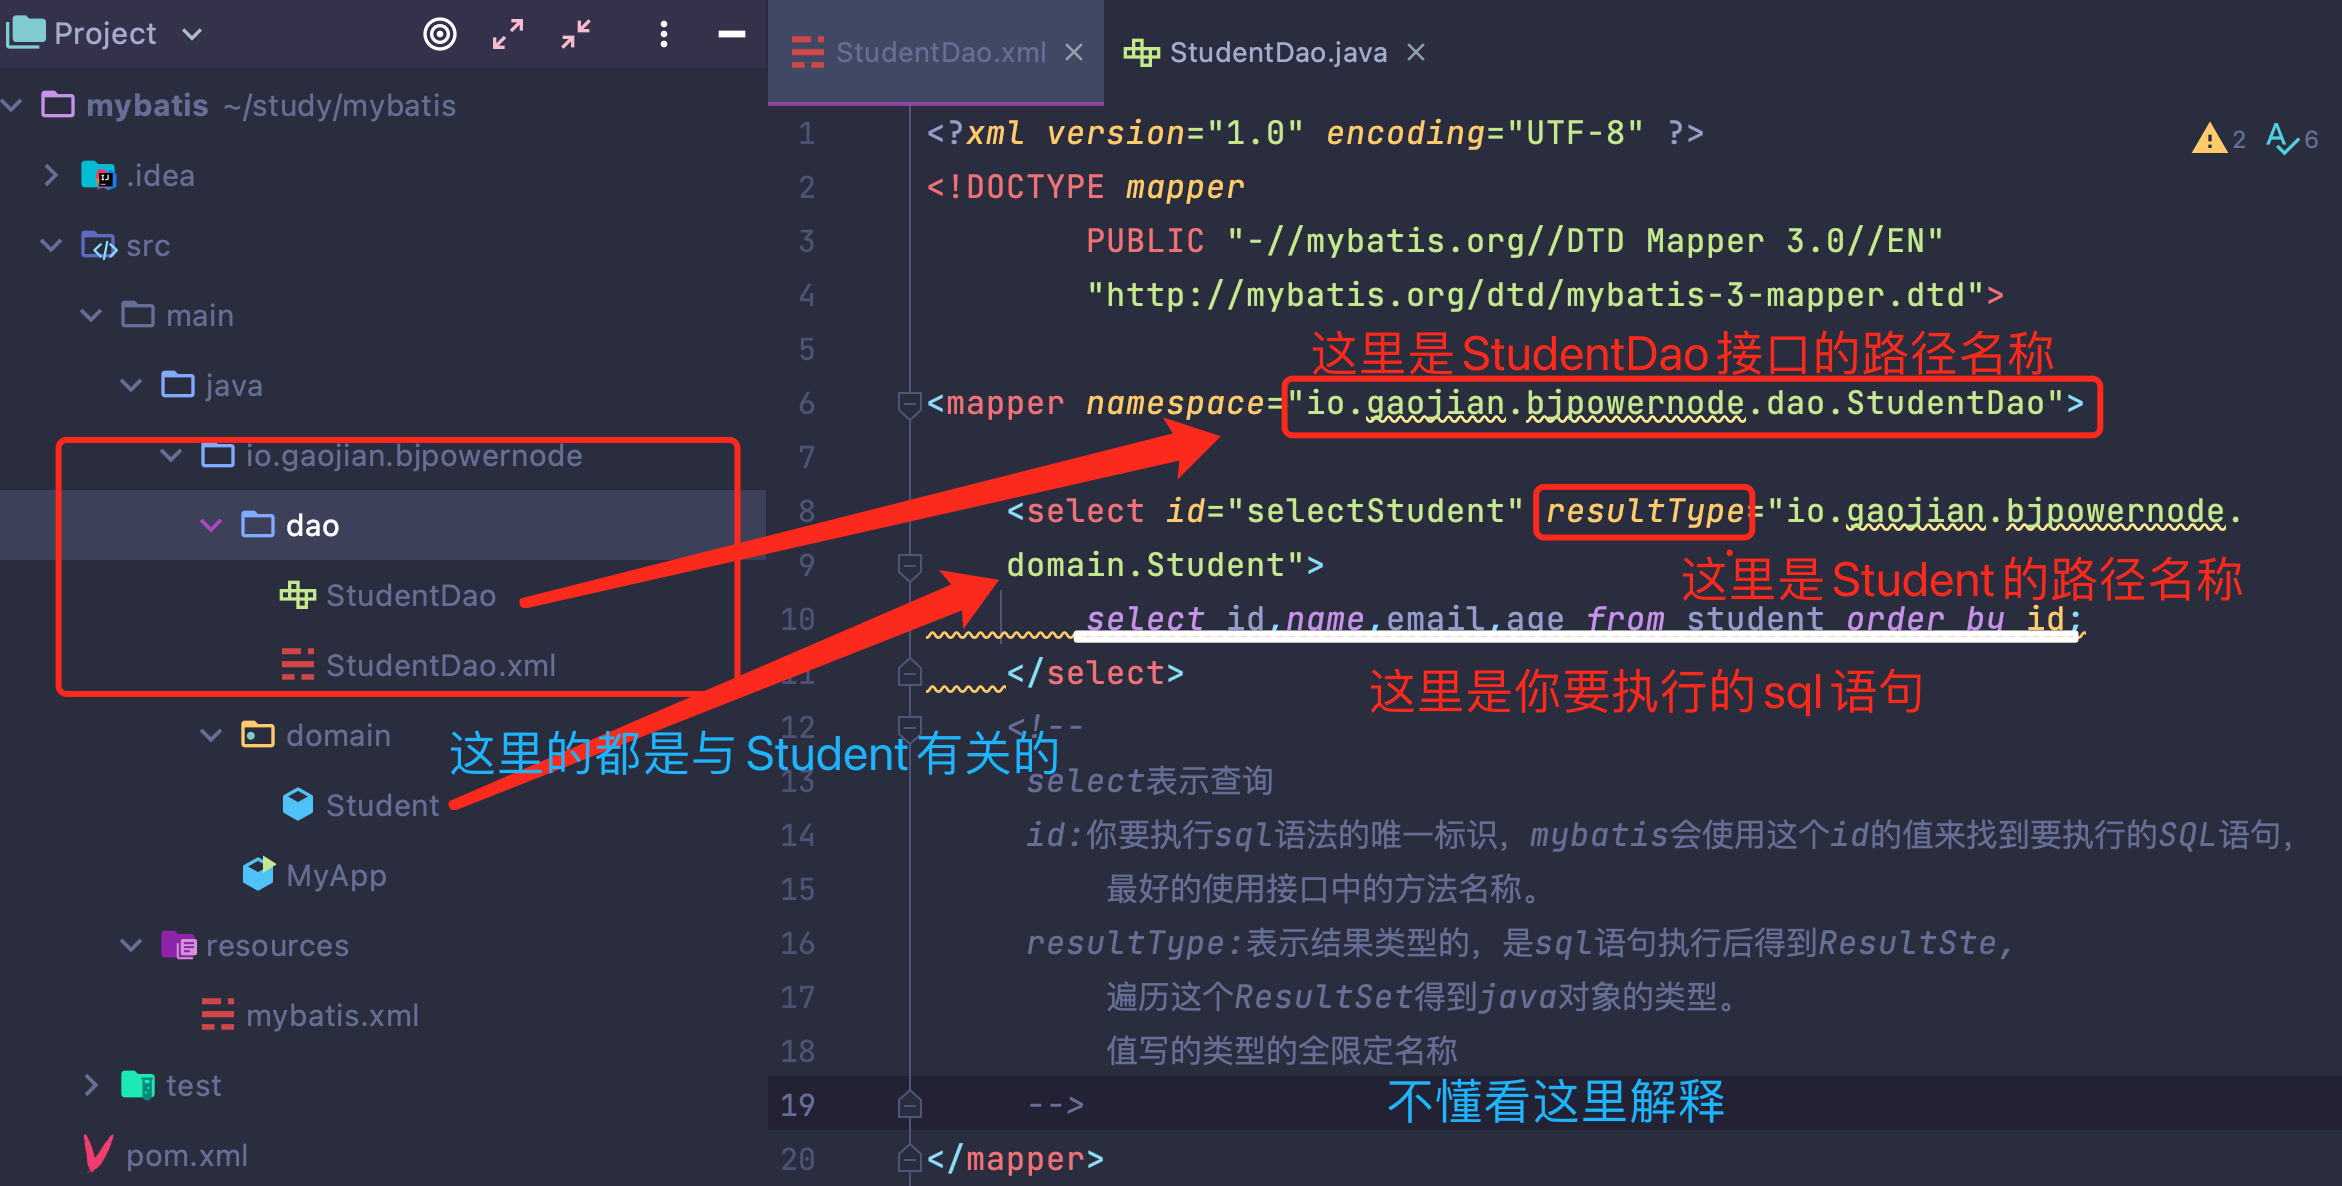 Project
mybatis ~/study/mybatis
.idea
src
main
java
io.gaojian.bjpowernode
dao
StudentDao
StudentDao.xml
domain
Student
MyApp
resources
mybatis.xml
test
pom.xml
这里的都是与Student有关的
StudentDao.xml
StudentDao.java
2 6
1 <?xml version="1.0" encoding="UTF-8" ?>
2 <!DOCTYPE mapper
3 PUBLIC "-//mybatis.org//DTD Mapper 3.0//EN"
4 "http://mybatis.org/dtd/mybatis-3-mapper.dtd">
5
这里是StudentDao接口的路径名称
6 <mapper namespace="io.gaojian.bjpowernode.dao.StudentDao">
7
8 <select id="selectStudent" resultType="io.gaojian.bjpowernode.
9 domain.Student">
这里是Student的路径名称
10 select id,name,email,age from student order by id;
11 </select>
这里是你要执行的sql语句
12 <!--
13 select表示查询
14 id:你要执行sql语法的唯一标识，mybatis会使用这个id的值来找到要执行的SQL语句，
15 最好的使用接口中的方法名称。
16 resultType:表示结果类型的，是sql语句执行后得到ResultSte,
17 遍历这个ResultSet得到java对象的类型。
18 值写的类型的全限定名称
不懂看这里解释
19 -->
20 </mapper>